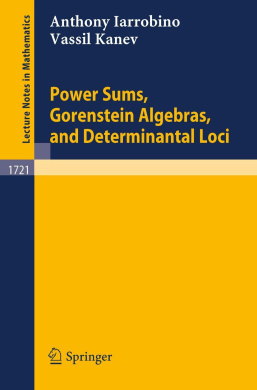 Anthony Iarrobino
Vassil Kanev
Lecture Notes in Mathematics
Power Sums,
Gorenstein Algebras,
and Determinantal Loci
1721
Springer